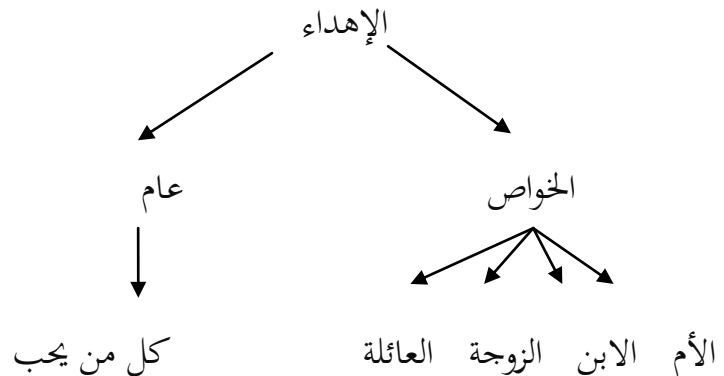 الإهداء
الخواص عام
الأم الابن الزوجة العائلة كل من يحب